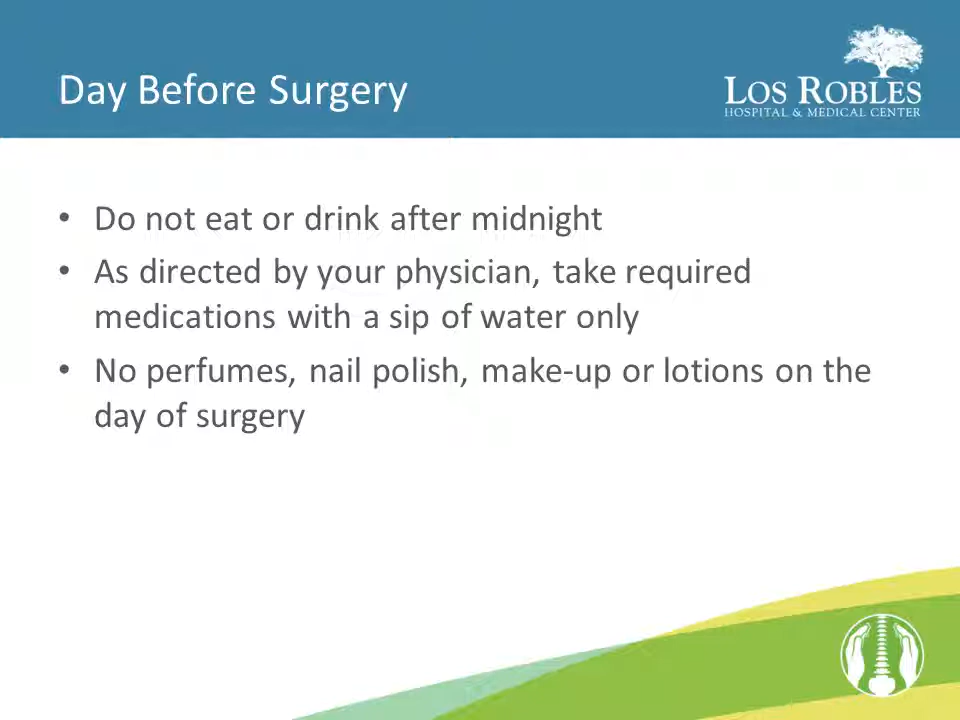 Day Before Surgery
LOS ROBLES
HOSPITAL & MEDICAL CENTER
• Do not eat or drink after midnight
• As directed by your physician, take required
medications with a sip of water only
• No perfumes, nail polish, make-up or lotions on the
day of surgery